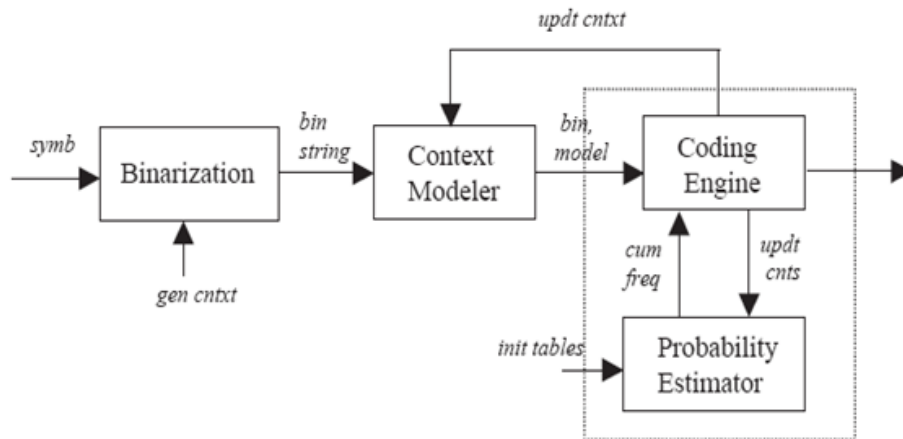 updt cntxt
symb
Binarization
bin
string
Context
Modeler
bin,
model
Coding
Engine
gen cntxt
cum
freq
updt
cnts
init tables
Probability
Estimator